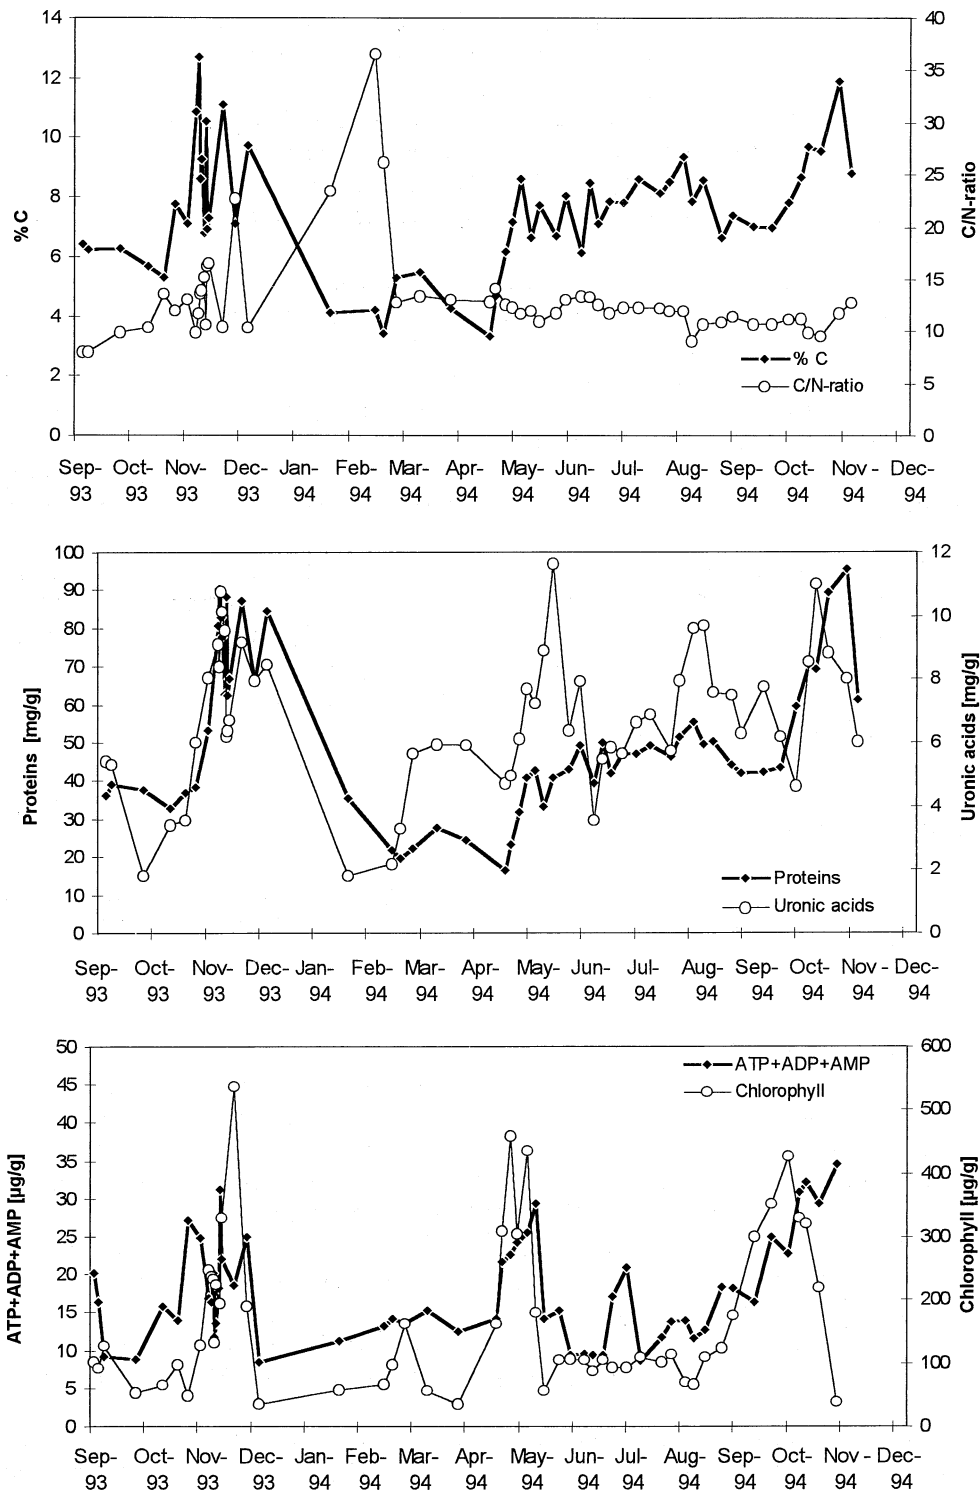 14 40
12 35
10 30
8 25
6 20
4 15
2 10
0 5
0
% C
C/N-ratio
% C
C/N-ratio
Sep- Oct- Nov- Dec- Jan- Feb- Mar- Apr- May- Jun- Jul- Aug- Sep- Oct- Nov - Dec-
93 93 93 93 94 94 94 94 94 94 94 94 94 94 94 94
100 12
90 10
80 8
70 6
60 4
50 2
40 0
30
20
10
0
Proteins [mg/g]
Uronic acids [mg/g]
Proteins
Uronic acids
Sep- Oct- Nov- Dec- Jan- Feb- Mar- Apr- May- Jun- Jul- Aug- Sep- Oct- Nov - Dec-
93 93 93 93 94 94 94 94 94 94 94 94 94 94 94 94
50 600
45 500
40 400
35 300
30 200
25 100
20 0
15
10
5
0
ATP+ADP+AMP [µg/g]
Chlorophyll [µg/g]
ATP+ADP+AMP
Chlorophyll
Sep- Oct- Nov- Dec- Jan- Feb- Mar- Apr- May- Jun- Jul- Aug- Sep- Oct- Nov - Dec-
93 93 93 93 94 94 94 94 94 94 94 94 94 94 94 94